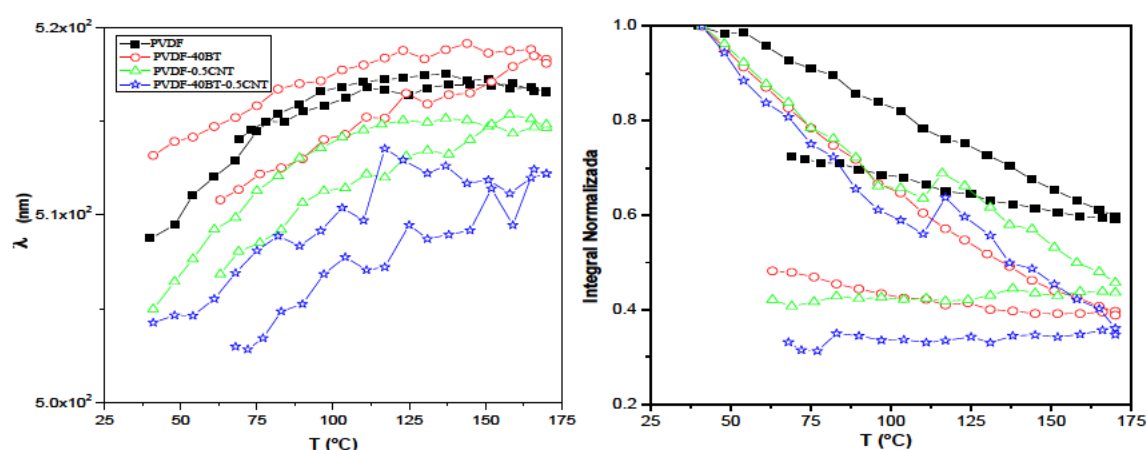 5.2x10²
5.1x10²
5.0x10²
λ (nm)
PVDF
PVDF-40BT
PVDF-0.5CNT
PVDF-40BT-0.5CNT
25 50 75 100 125 150 175
T (ºC)
1.0
0.8
0.6
0.4
0.2
Integral Normalizada
25 50 75 100 125 150 175
T (ºC)